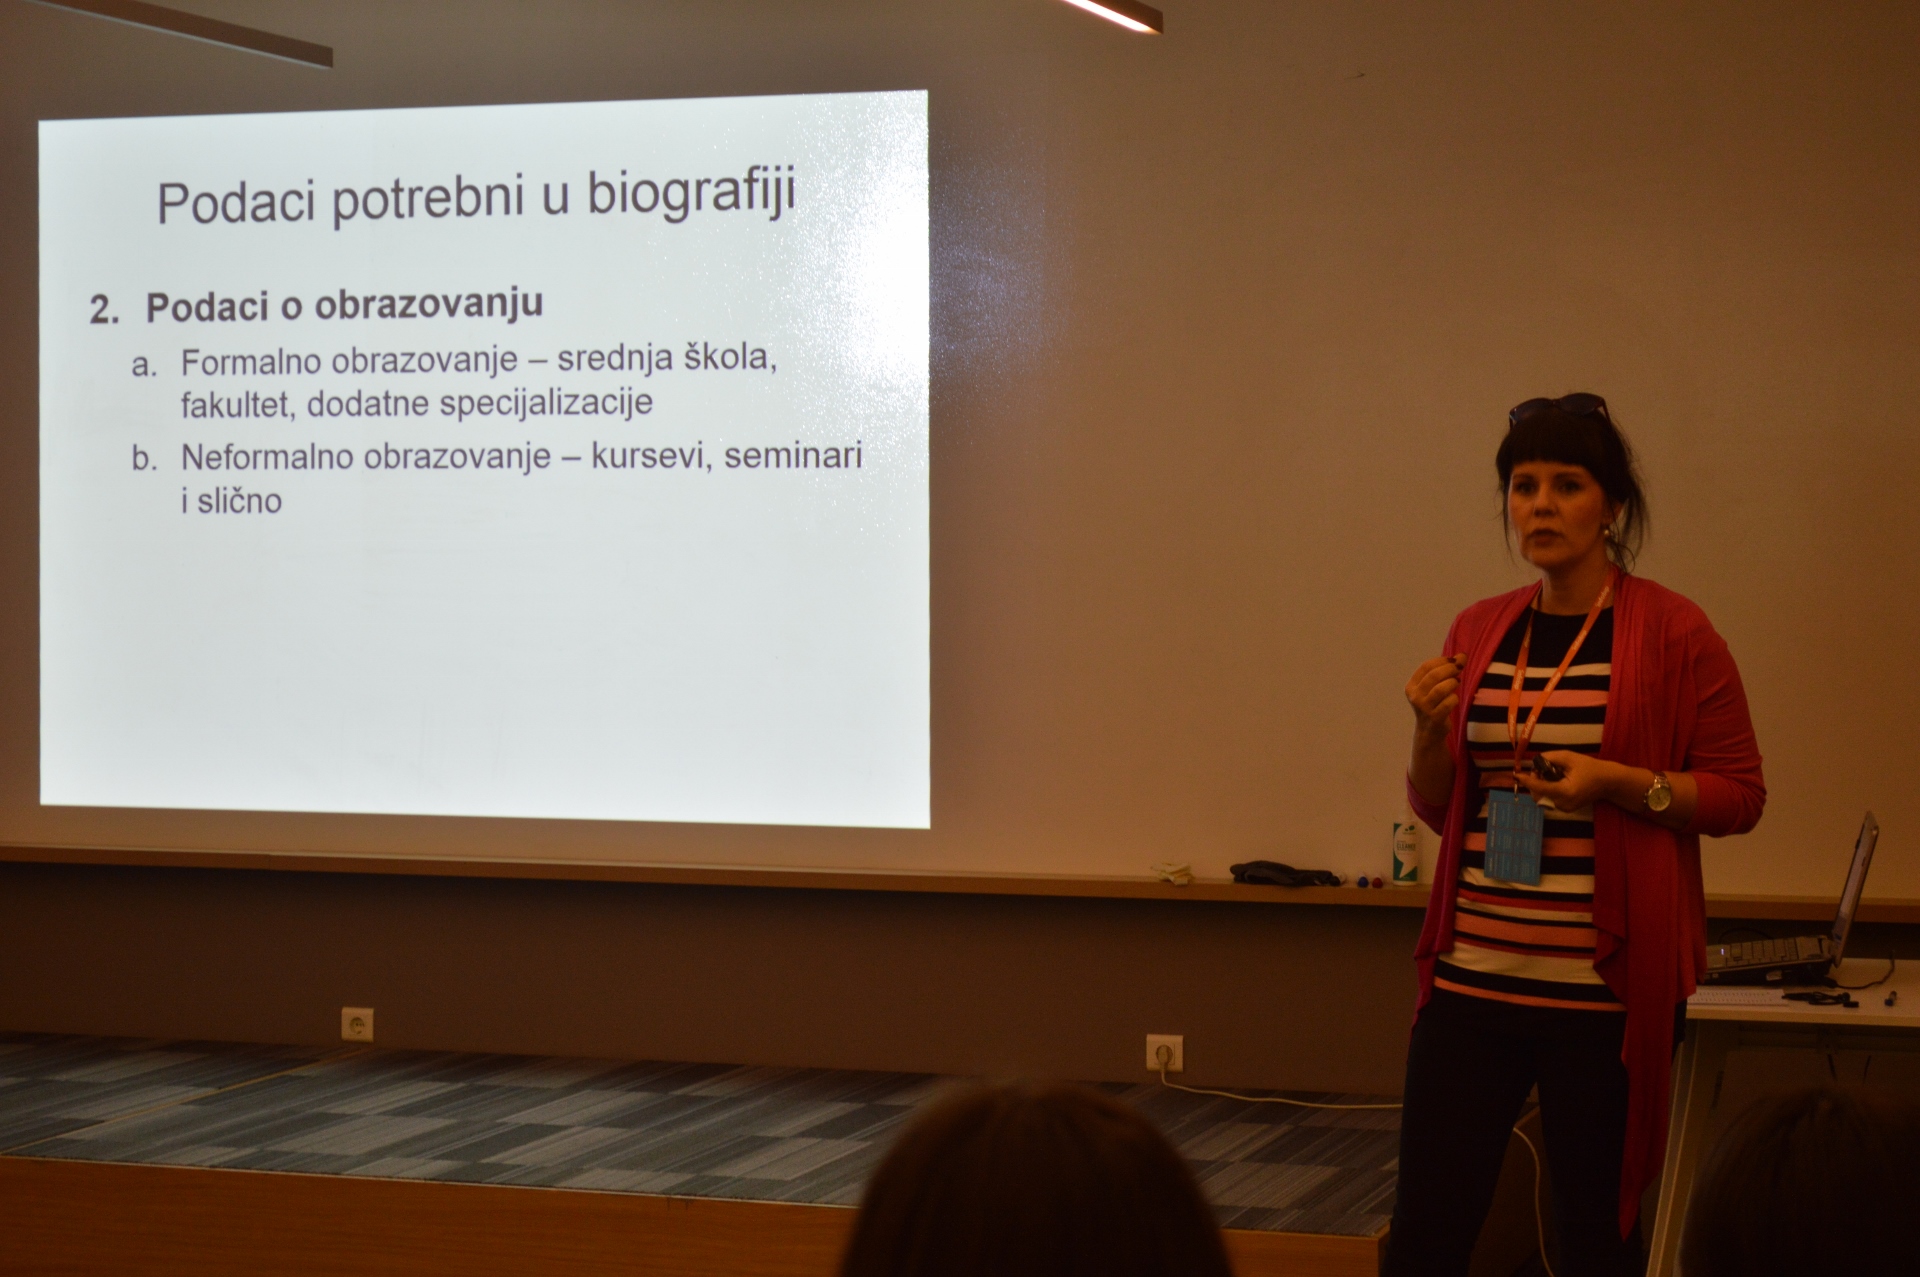 Podaci potrebni u biografiji
2. Podaci o obrazovanju
a. Formalno obrazovanje – srednja škola,
fakultet, dodatne specijalizacije
b. Neformalno obrazovanje – kursevi, seminari
i slično